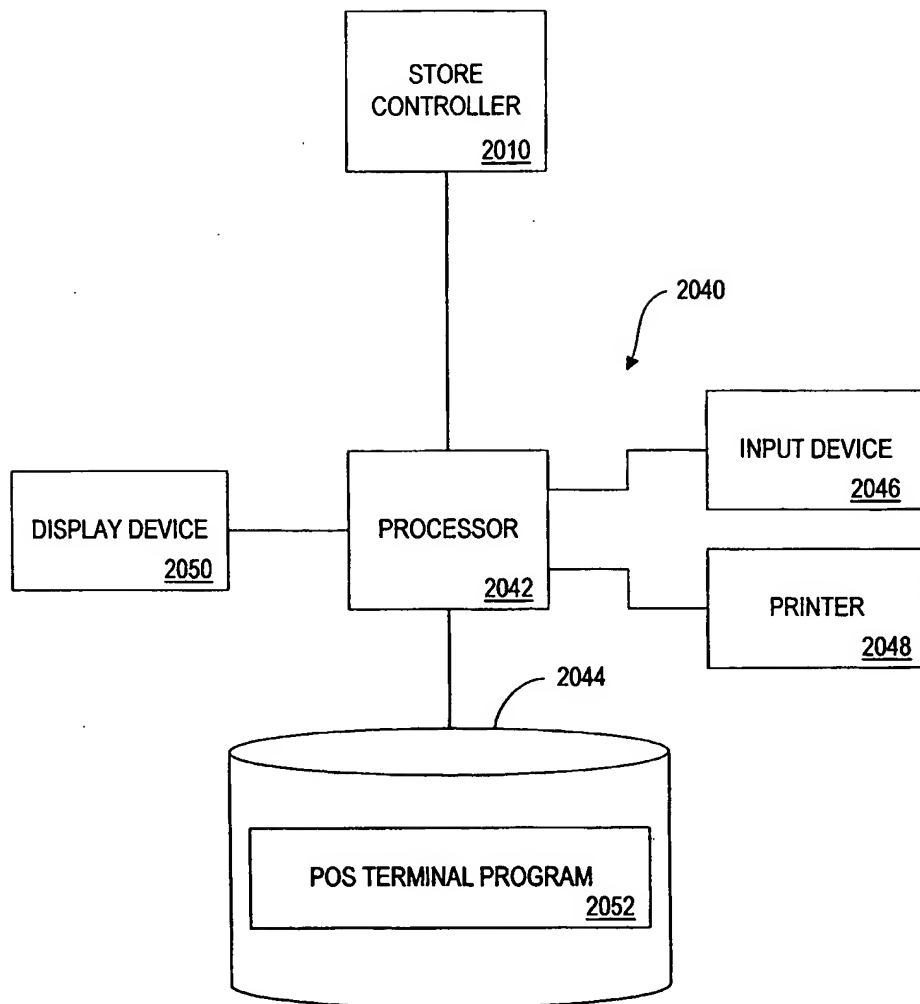 STORE
CONTROLLER
2010
2040
INPUT DEVICE
2046
DISPLAY DEVICE
2050
PROCESSOR
2042
PRINTER
2048
2044
POS TERMINAL PROGRAM
2052